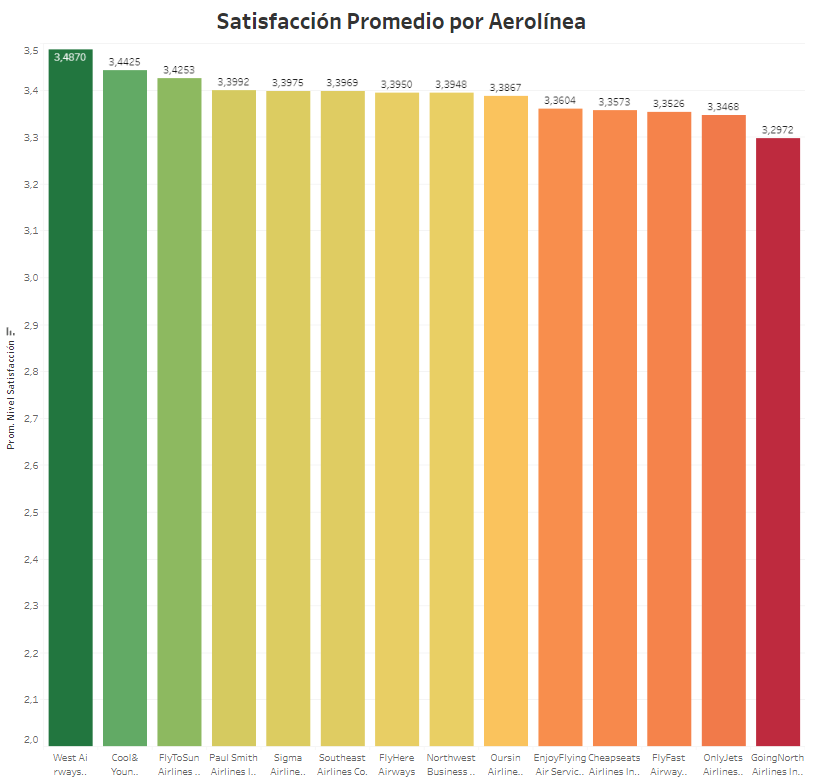 Satisfacción Promedio por Aerolínea
Prom. Nivel Satisfacción
3,5
3,4
3,3
3,2
3,1
3,0
2,9
2,8
2,7
2,6
2,5
2,4
2,3
2,2
2,1
2,0
3,4870
3,4425
3,4253
3,3992
3,3975
3,3969
3,3950
3,3948
3,3867
3,3604
3,3573
3,3526
3,3468
3,2972
West Ai
rways..
Cool&
Youn..
FlyToSun
Airlines ..
Paul Smith
Airlines I..
Sigma
Airline..
Southeast
Airlines Co.
FlyHere
Airways
Northwest
Business ..
Oursin
Airline..
EnjoyFlying
Air Servic..
Cheapseats
Airlines In..
FlyFast
Airway..
OnlyJets
Airlines..
GoingNorth
Airlines In..